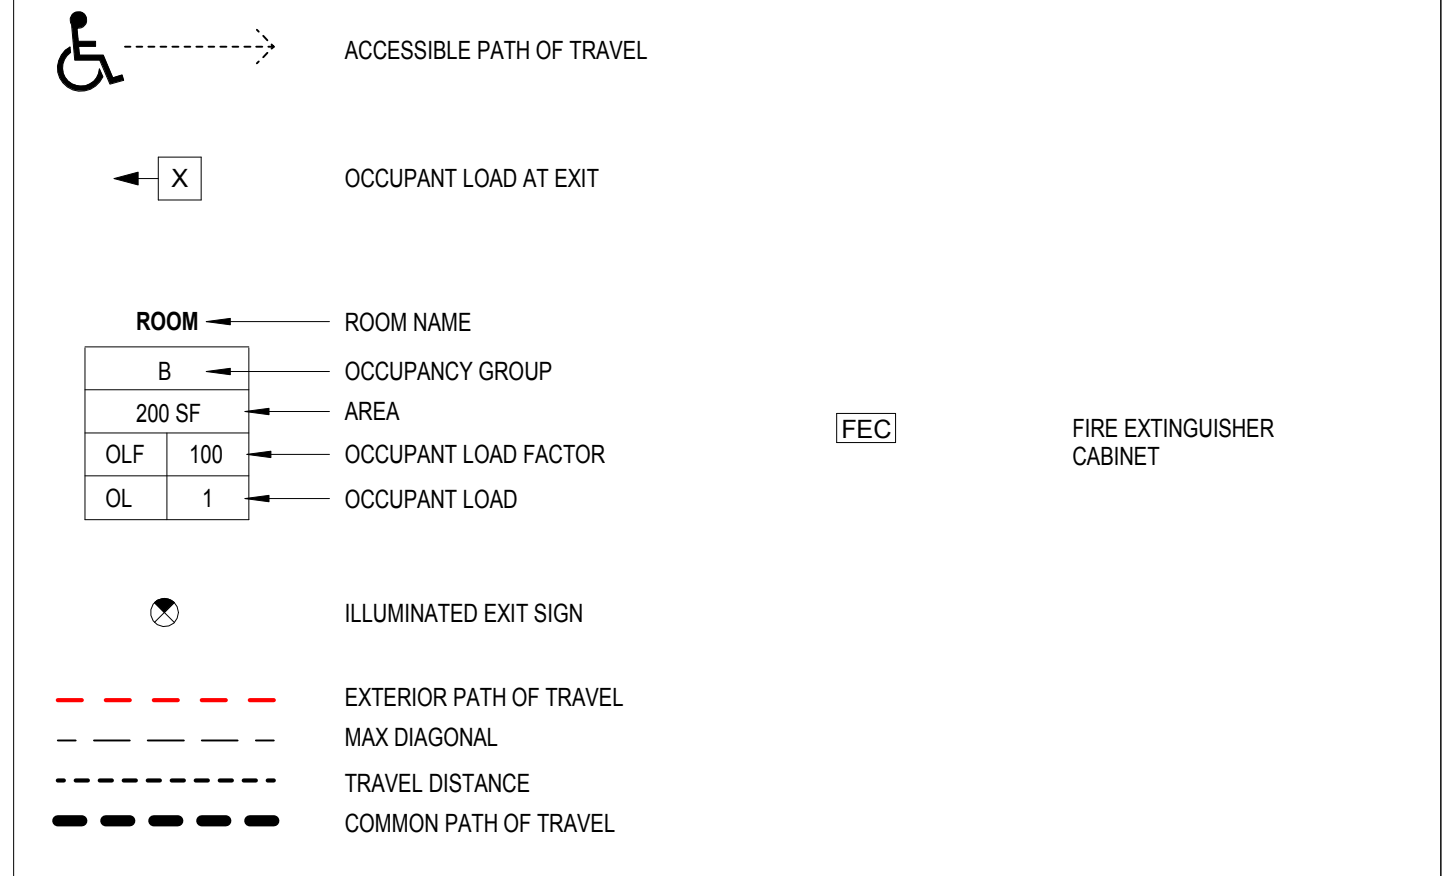 ACCESSIBLE PATH OF TRAVEL
X OCCUPANT LOAD AT EXIT
ROOM ROOM NAME
B OCCUPANCY GROUP
200 SF AREA
OLF 100 OCCUPANT LOAD FACTOR
OL 1 OCCUPANT LOAD
ILLUMINATED EXIT SIGN
EXTERIOR PATH OF TRAVEL
MAX DIAGONAL
TRAVEL DISTANCE
COMMON PATH OF TRAVEL
FEC FIRE EXTINGUISHER
CABINET